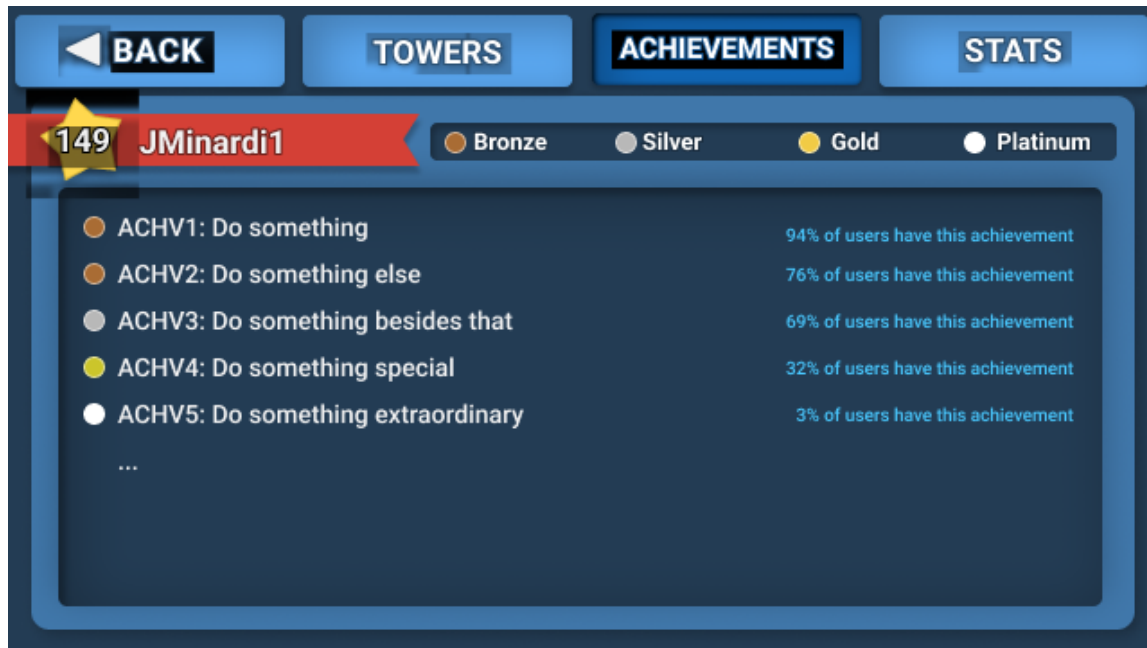 BACK
TOWERS
ACHIEVEMENTS
STATS
149 JMinardi1
Bronze
Silver
Gold
Platinum
ACHV1: Do something 94% of users have this achievement
ACHV2: Do something else 76% of users have this achievement
ACHV3: Do something besides that 69% of users have this achievement
ACHV4: Do something special 32% of users have this achievement
ACHV5: Do something extraordinary 3% of users have this achievement
...